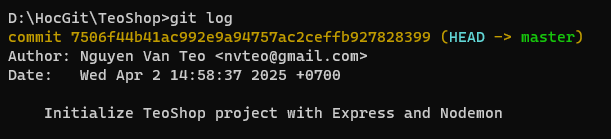 D:\HocGit\TeoShop>git log
commit 7506f44b41ac992e9a94757ac2ceffb927828399 (HEAD -> master)
Author: Nguyen Van Teo <nvteo@gmail.com>
Date:   Wed Apr 2 14:58:37 2025 +0700
    Initialize TeoShop project with Express and Nodemon